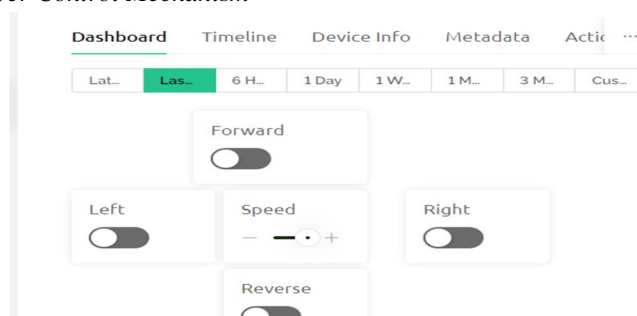 Control Mechanism
Dashboard Timeline Device Info Metadata Actic ...
Lat... Las... 6 H... 1 Day 1 W... 1 M... 3 M... Cus...
Forward
Left Speed Right
— +
Reverse